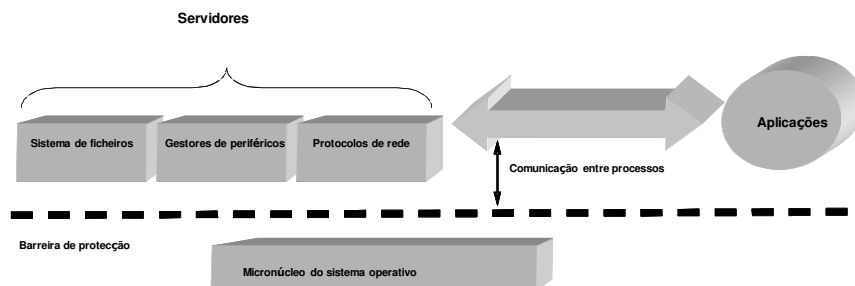 Servidores
Sistema de ficheiros
Gestores de periféricos
Protocolos de rede
Aplicações
Comunicação entre processos
Barreira de protecção
Micronúcleo do sistema operativo